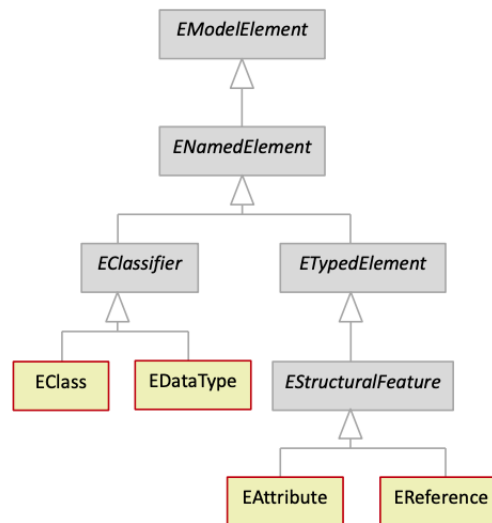 EModelElement
ENamedElement
EClassifier
ETypedElement
EClass
EDataType
EStructuralFeature
EAttribute
EReference